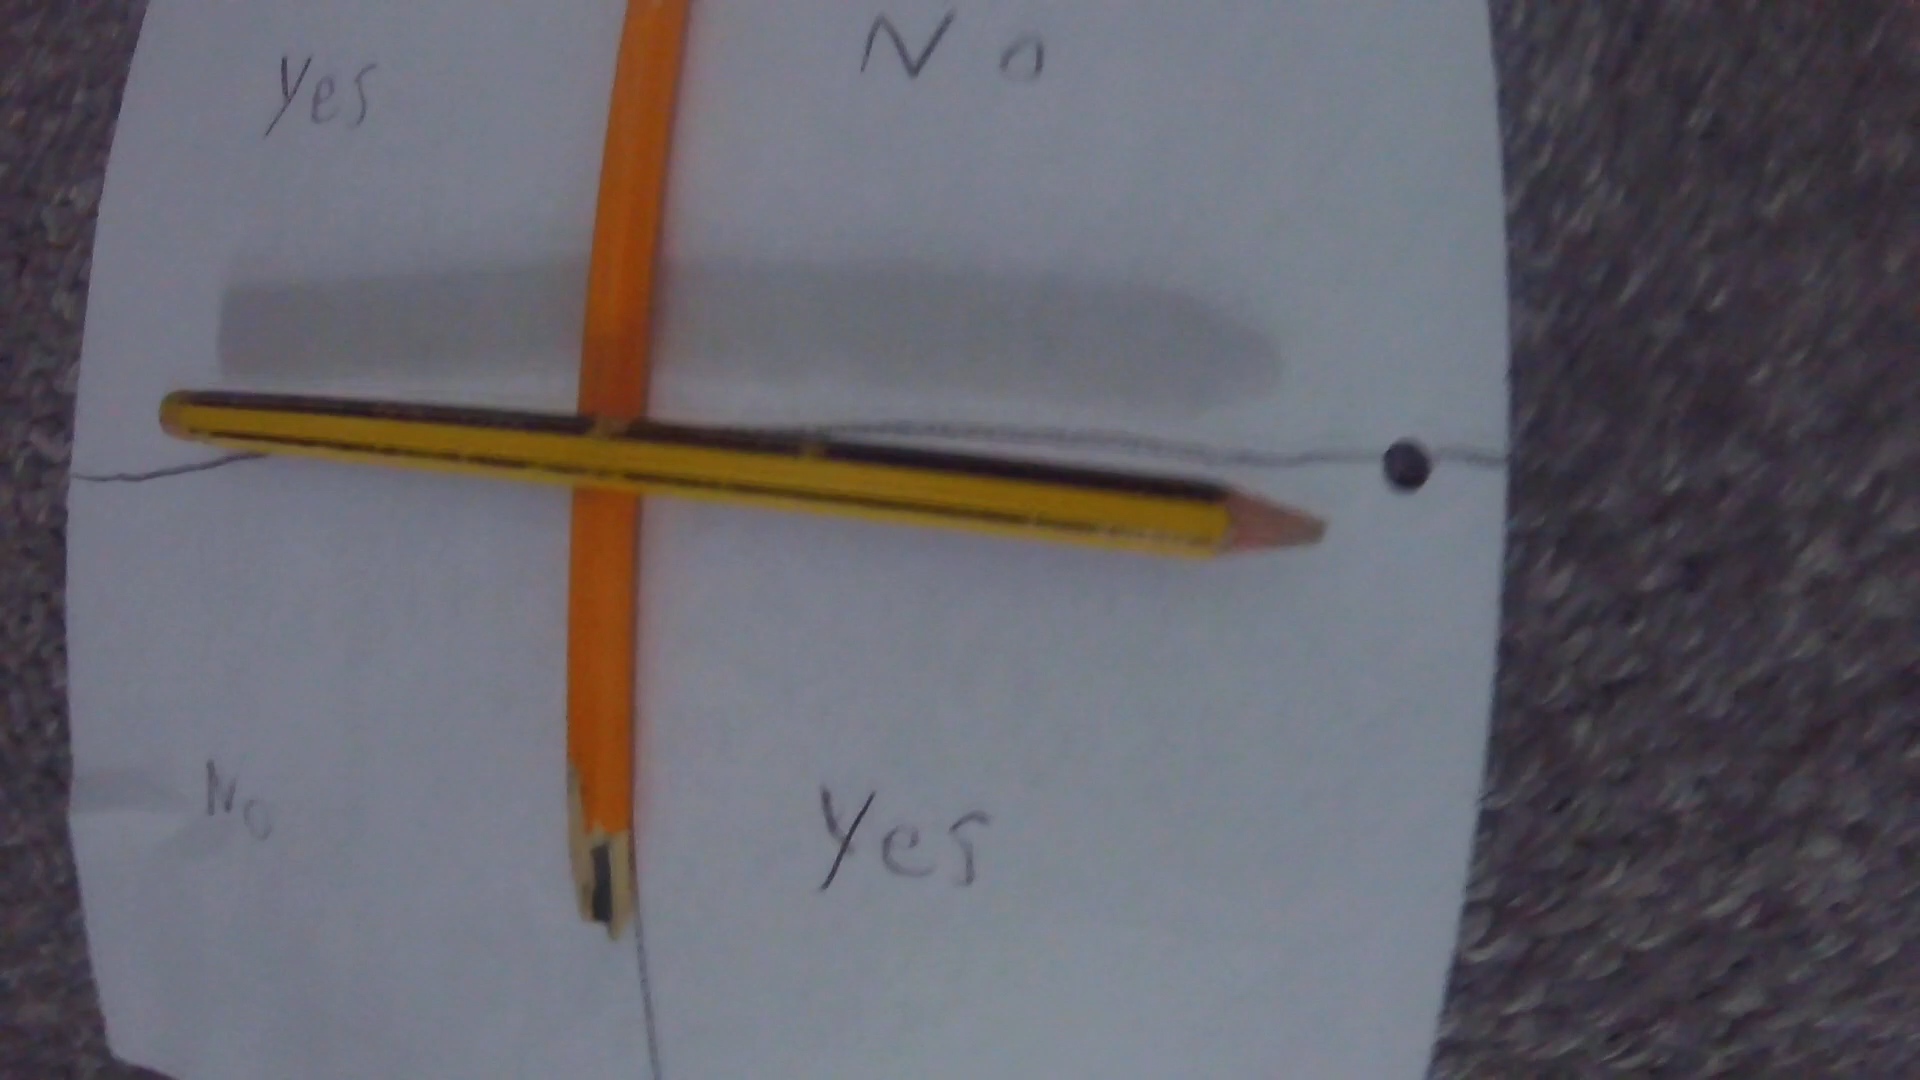 Yes No
No Yes